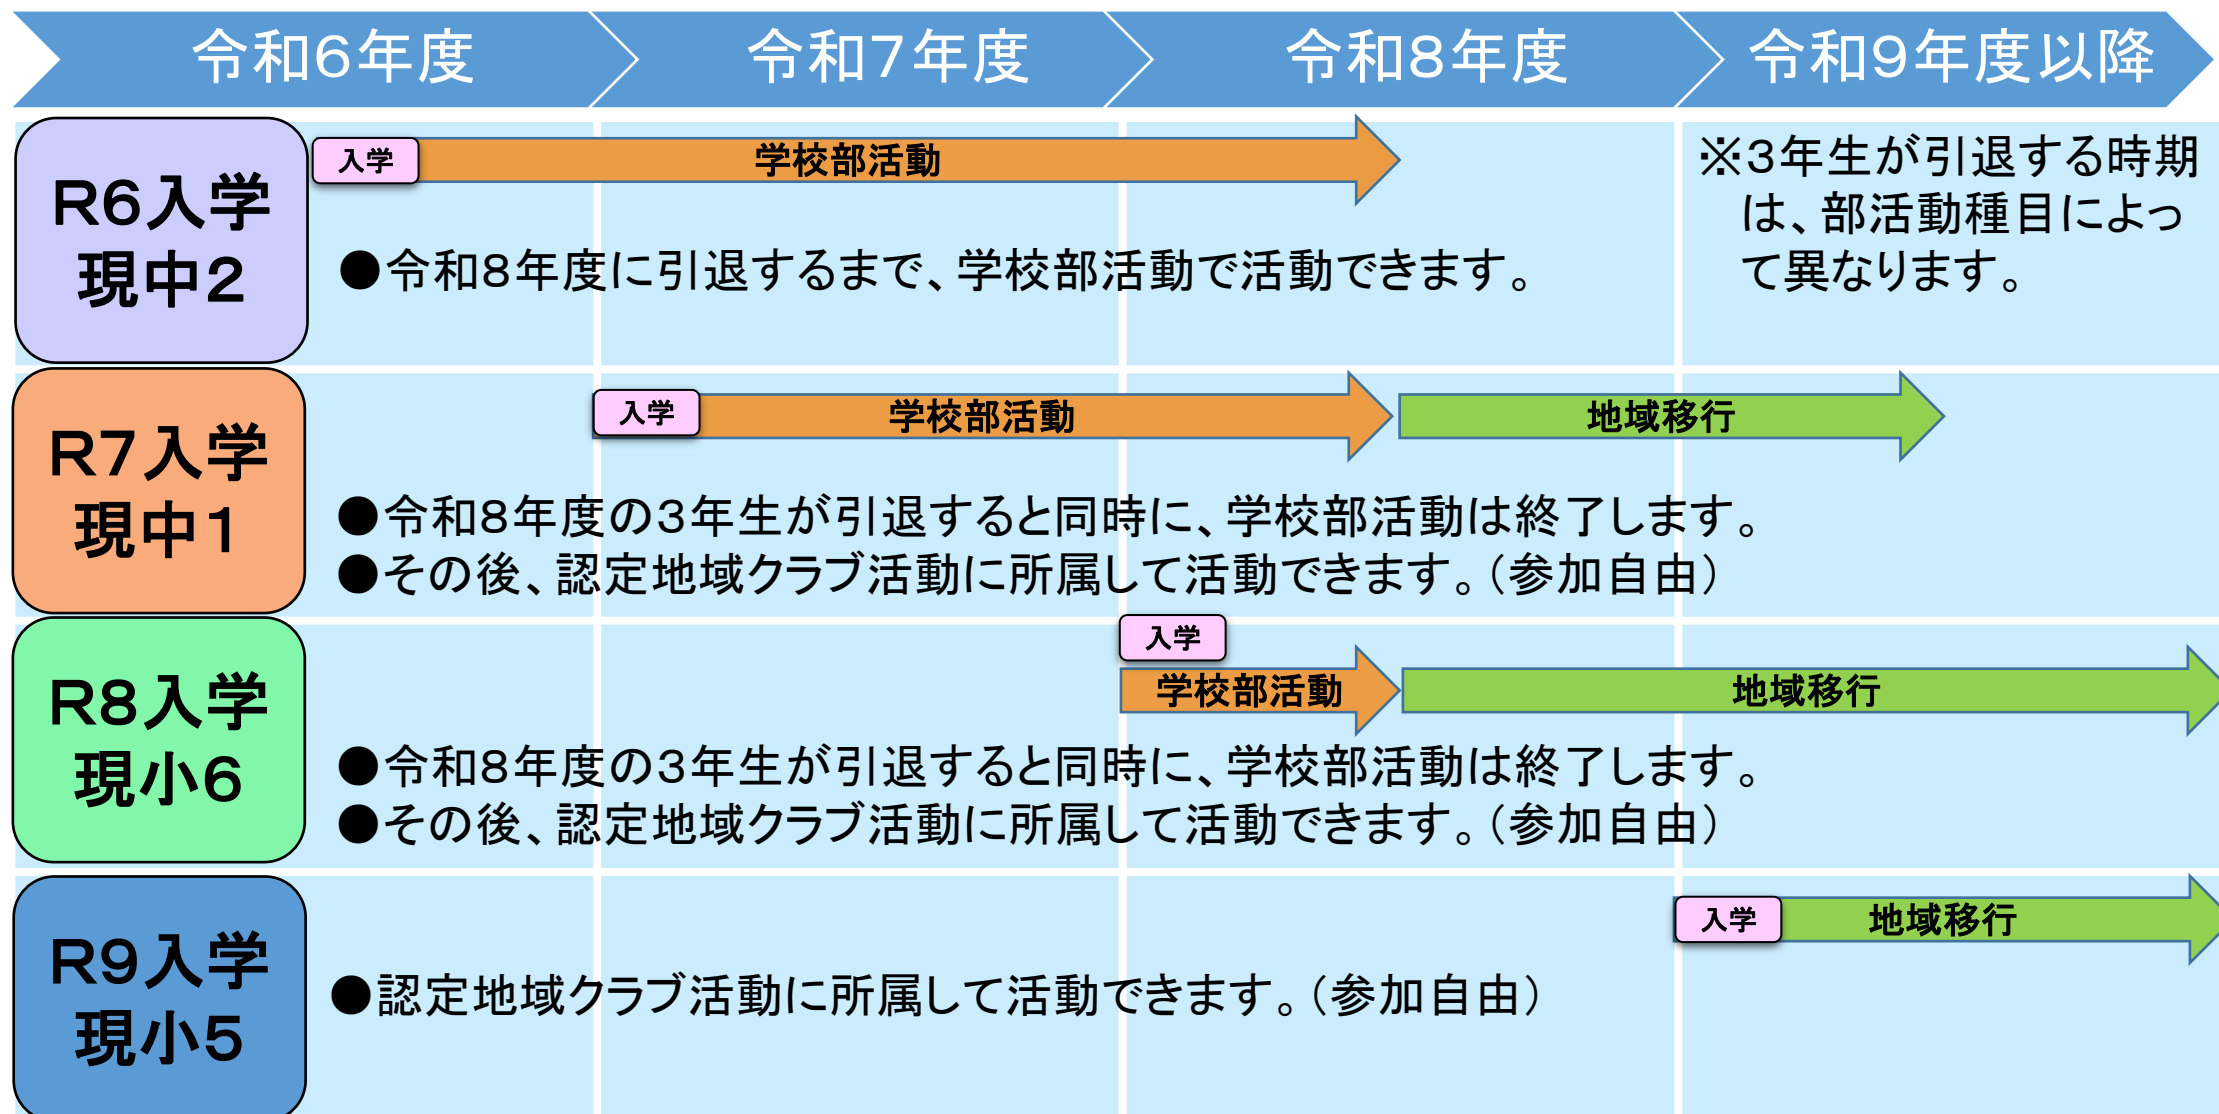 令和6年度
令和7年度
令和8年度
令和9年度以降
R6入学
現中2
入学
学校部活動
●令和8年度に引退するまで、学校部活動で活動できます。
※3年生が引退する時期
は、部活動種目によっ
て異なります。
R7入学
現中1
入学
学校部活動
地域移行
●令和8年度の3年生が引退すると同時に、学校部活動は終了します。
●その後、認定地域クラブ活動に所属して活動できます。(参加自由)
R8入学
現小6
入学
学校部活動
地域移行
●令和8年度の3年生が引退すると同時に、学校部活動は終了します。
●その後、認定地域クラブ活動に所属して活動できます。(参加自由)
R9入学
現小5
入学
地域移行
●認定地域クラブ活動に所属して活動できます。(参加自由)